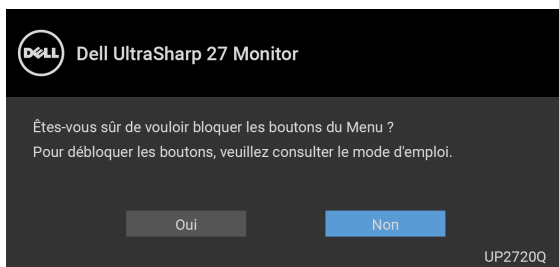 DELL Dell UltraSharp 27 Monitor
Êtes-vous sûr de vouloir bloquer les boutons du Menu ?
Pour débloquer les boutons, veuillez consulter le mode d'emploi.
Oui Non
UP2720Q